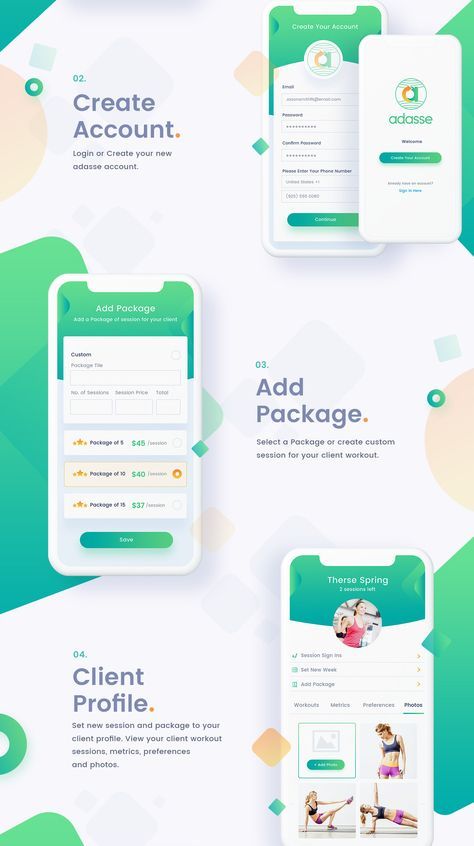 02.
Create
Account.
Login or Create your new
adasse account.
Create Your Account
Email
Password
**********
Confirm Password
**********
Please Enter Your Phone Number
United States +1
(925) 595 0080
Continue
adasse
Welcome
Create Your Account
Already have an account?
Sign In Here
Add Package
Add a Package of session for your client
Custom
Package Tile
No. of Sessions Session Price Total
Package of 5 $45 /session
Package of 10 $40 /session
Package of 15 $37 /session
Save
03.
Add
Package.
Select a Package or create custom
session for your client workout.
04.
Client
Profile.
Set new session and package to your
client profile. View your client workout
sessions, metrics, preferences
and photos.
Therse Spring
2 sessions left
Session Sign Ins
Set New Week
Add Package
Workouts Metrics Preferences Photos
+ Add Photo